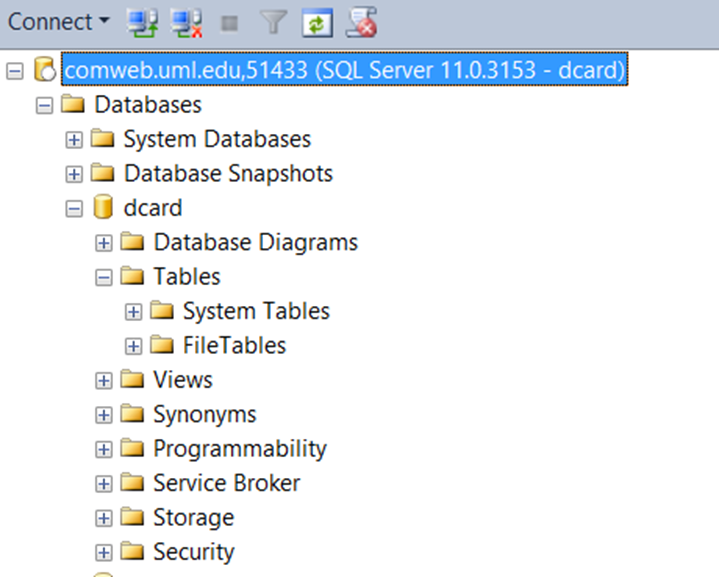 Connect
comweb.uml.edu,51433 (SQL Server 11.0.3153 - dcard)
Databases
System Databases
Database Snapshots
dcard
Database Diagrams
Tables
System Tables
FileTables
Views
Synonyms
Programmability
Service Broker
Storage
Security